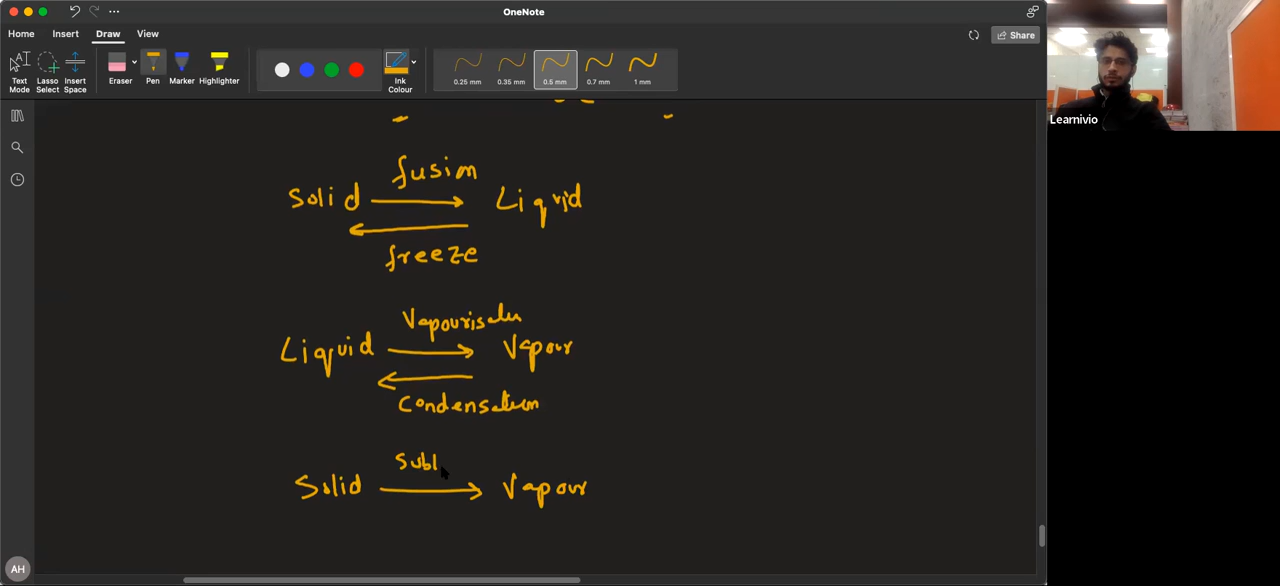 OneNote
Home Insert Draw View
Share
Text Mode
Lasso Select
Insert Space
Eraser
Pen
Marker
Highlighter
Ink Colour
0.25 mm
0.35 mm
0.5 mm
0.7 mm
1 mm
Learnivio
fusion
Solid Liquid
freeze
Liquid Vapour
Condensation
Subl
Solid Vapour
AH